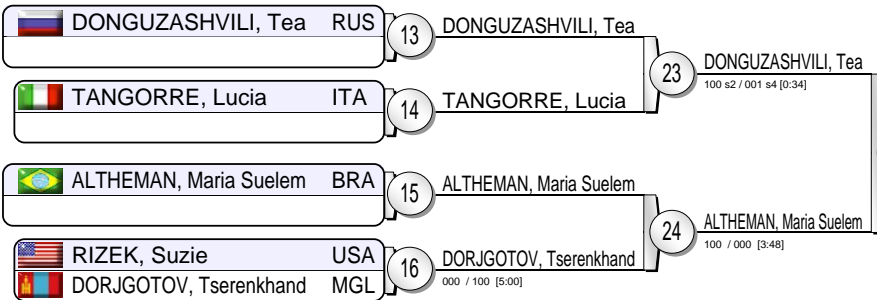 DONGUZASHVILI, Tea RUS
13
DONGUZASHVILI, Tea
TANGORRE, Lucia ITA
14
TANGORRE, Lucia
23
DONGUZASHVILI, Tea
100 s2 / 001 s4 [0:34]
ALTHEMAN, Maria Suelem BRA
15
ALTHEMAN, Maria Suelem
RIZEK, Suzie USA
DORJGOTOV, Tserenkhand MGL
16
DORJGOTOV, Tserenkhand
000 / 100 [5:00]
24
ALTHEMAN, Maria Suelem
100 / 000 [3:48]